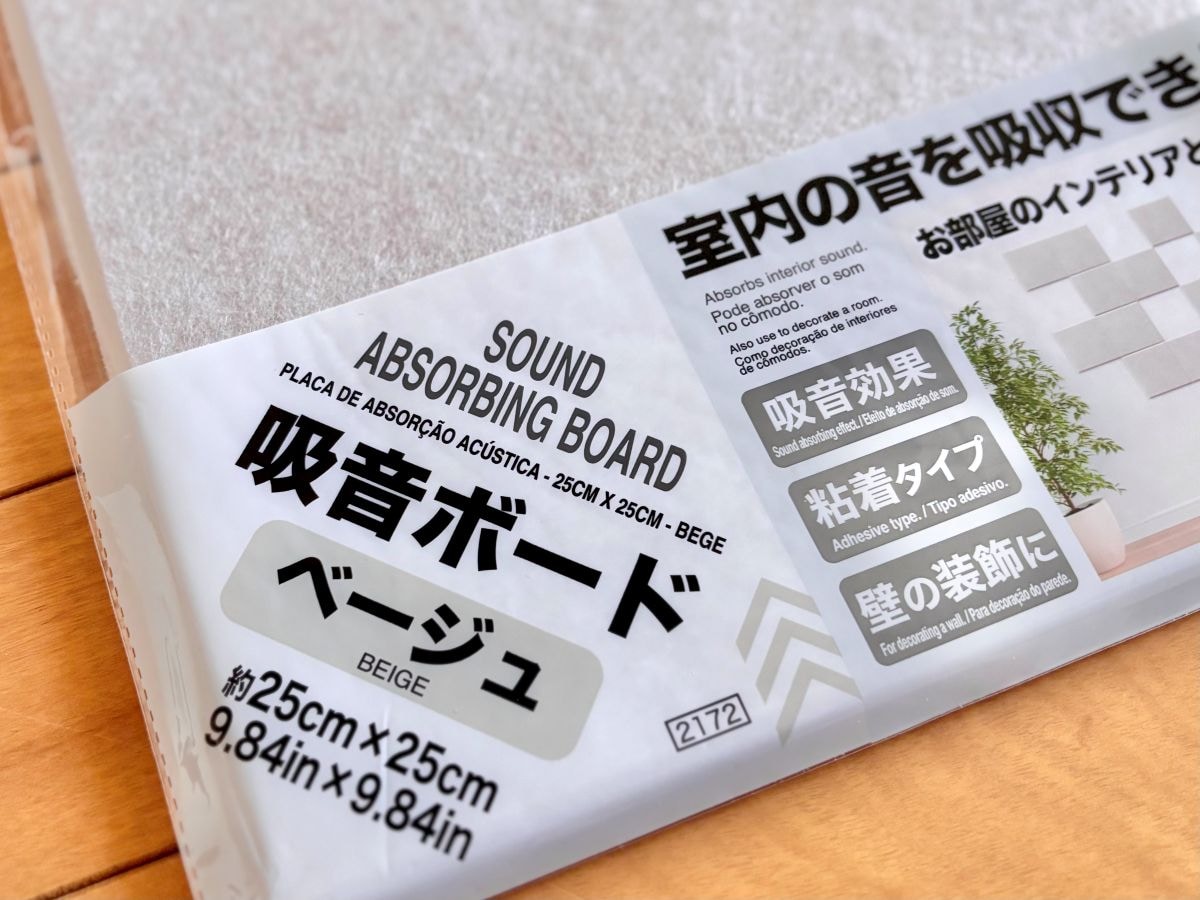 SOUND
ABSORBING BOARD
PLACA DE ABSORÇÃO ACÚSTICA - 25CM X 25CM - BEGE
吸音ボード
ベージュ
BEIGE
約25cm×25cm
9.84in×9.84in
2172
室内の音を吸収でき
Absorbs interior sound.
Pode absorver o som
no cômodo.
Also use to decorate a room.
Como decoração de interiores
de cômodos.
吸音効果
Sound absorbing effect. / Efeito de absorção de som.
粘着タイプ
Adhesive type. / Tipo adesivo.
壁の装飾に
For decorating a wall. / Para decoração do parede.
お部屋のインテリアと